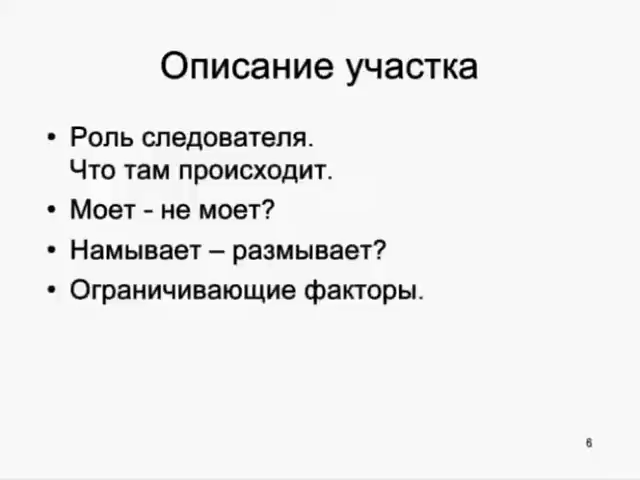 Описание участка
• Роль следователя.
Что там происходит.
• Моет - не моет?
• Намывает – размывает?
• Ограничивающие факторы.
6